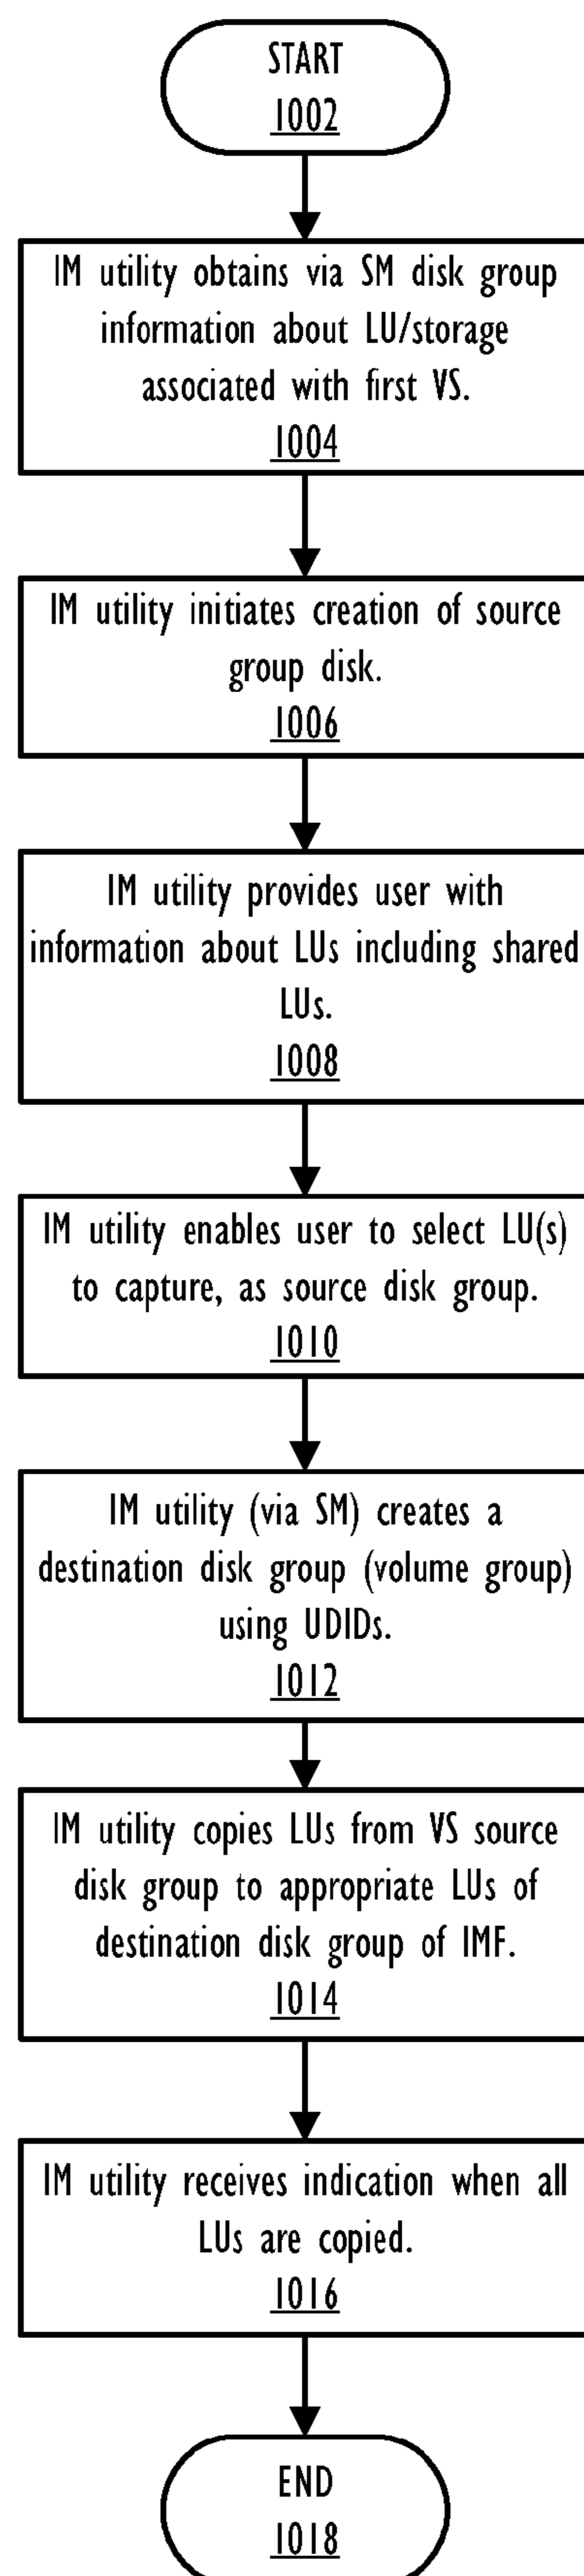 START
1002
IM utility obtains via SM disk group
information about LU/storage
associated with first VS.
1004
IM utility initiates creation of source
group disk.
1006
IM utility provides user with
information about LUs including shared
LUs.
1008
IM utility enables user to select LU(s)
to capture, as source disk group.
1010
IM utility (via SM) creates a
destination disk group (volume group)
using UDIDs.
1012
IM utility copies LUs from VS source
disk group to appropriate LUs of
destination disk group of IMF.
1014
IM utility receives indication when all
LUs are copied.
1016
END
1018